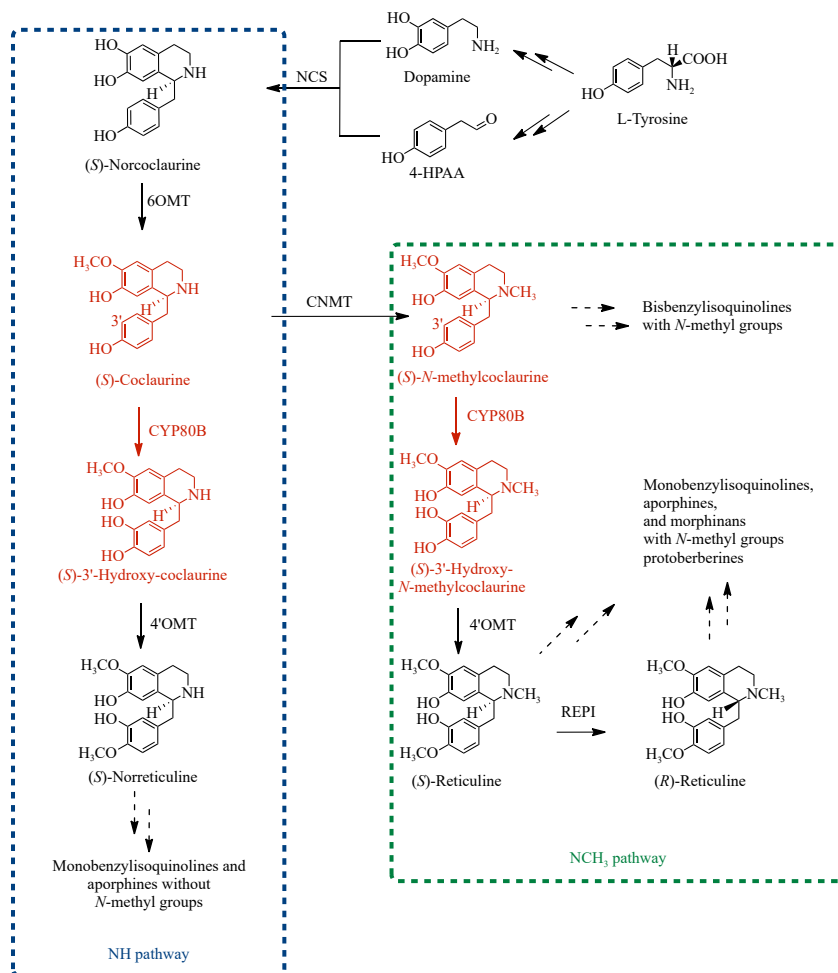 HO
HO
NH
H
HO
(S)-Norcoclaurine
NCS
HO
HO
NH₂
Dopamine
O
HO
4-HPAA
H
COOH
NH₂
HO
L-Tyrosine
6OMT
H₃CO
HO
NH
H
3'
HO
(S)-Coclaurine
CNMT
H₃CO
HO
NCH₃
H
3'
HO
(S)-N-methylcoclaurine
Bisbenzylisoquinolines
with N-methyl groups
CYP80B
CYP80B
H₃CO
HO
NH
H
HO
HO
(S)-3'-Hydroxy-coclaurine
H₃CO
HO
NCH₃
H
HO
HO
(S)-3'-Hydroxy-
N-methylcoclaurine
Monobenzylisoquinolines,
aporphines,
and morphinans
with N-methyl groups
protoberberines
4'OMT
4'OMT
H₃CO
HO
NH
H
HO
H₃CO
(S)-Norreticuline
H₃CO
HO
NCH₃
H
HO
H₃CO
(S)-Reticuline
REPI
H₃CO
HO
N-CH₃
H
HO
H₃CO
(R)-Reticuline
Monobenzylisoquinolines and
aporphines without
N-methyl groups
NH pathway
NCH₃ pathway